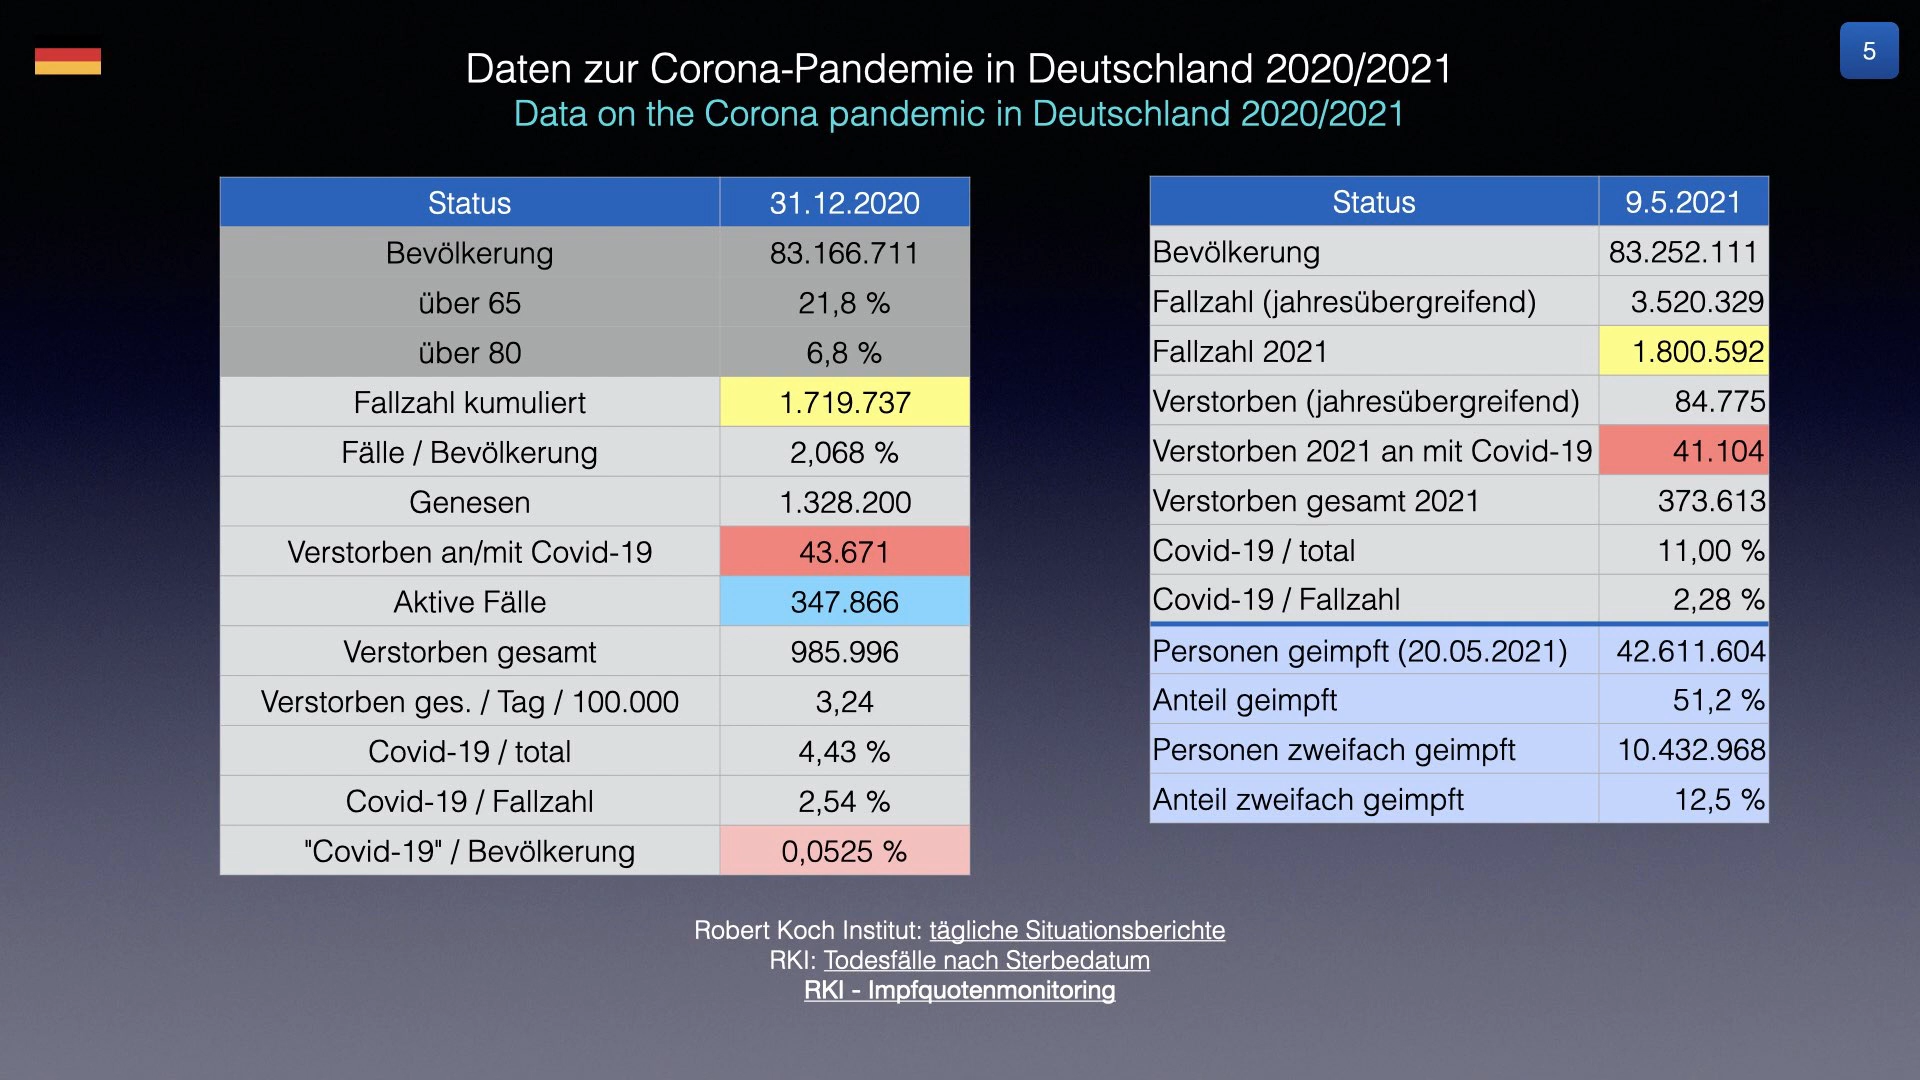 5
Daten zur Corona-Pandemie in Deutschland 2020/2021
Data on the Corona pandemic in Deutschland 2020/2021
Status 31.12.2020
Bevölkerung 83.166.711
über 65 21,8 %
über 80 6,8 %
Fallzahl kumuliert 1.719.737
Fälle / Bevölkerung 2,068 %
Genesen 1.328.200
Verstorben an/mit Covid-19 43.671
Aktive Fälle 347.866
Verstorben gesamt 985.996
Verstorben ges. / Tag / 100.000 3,24
Covid-19 / total 4,43 %
Covid-19 / Fallzahl 2,54 %
"Covid-19" / Bevölkerung 0,0525 %
Status 9.5.2021
Bevölkerung 83.252.111
Fallzahl (jahresübergreifend) 3.520.329
Fallzahl 2021 1.800.592
Verstorben (jahresübergreifend) 84.775
Verstorben 2021 an mit Covid-19 41.104
Verstorben gesamt 2021 373.613
Covid-19 / total 11,00 %
Covid-19 / Fallzahl 2,28 %
Personen geimpft (20.05.2021) 42.611.604
Anteil geimpft 51,2 %
Personen zweifach geimpft 10.432.968
Anteil zweifach geimpft 12,5 %
Robert Koch Institut: tägliche Situationsberichte
RKI: Todesfälle nach Sterbedatum
RKI - Impfquotenmonitoring